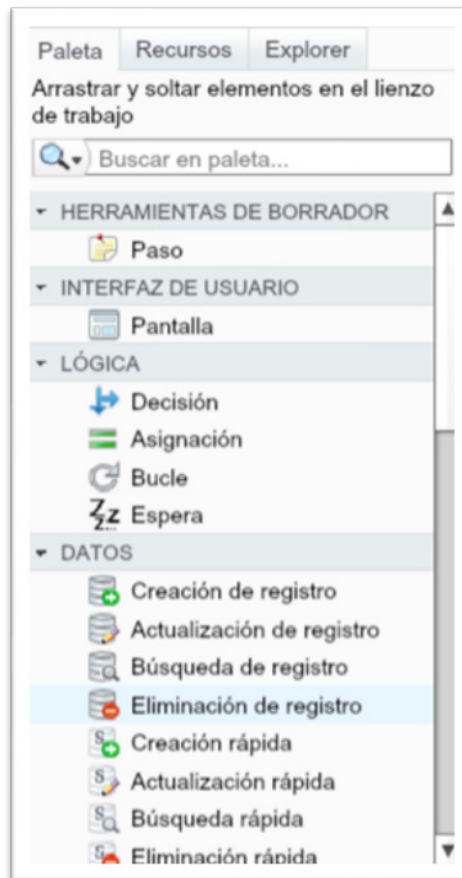 Paleta Recursos Explorer
Arrastrar y soltar elementos en el lienzo
de trabajo
Buscar en paleta...
HERRAMIENTAS DE BORRADOR
Paso
INTERFAZ DE USUARIO
Pantalla
LÓGICA
Decisión
Asignación
Bucle
Espera
DATOS
Creación de registro
Actualización de registro
Búsqueda de registro
Eliminación de registro
Creación rápida
Actualización rápida
Búsqueda rápida
Eliminación rápida